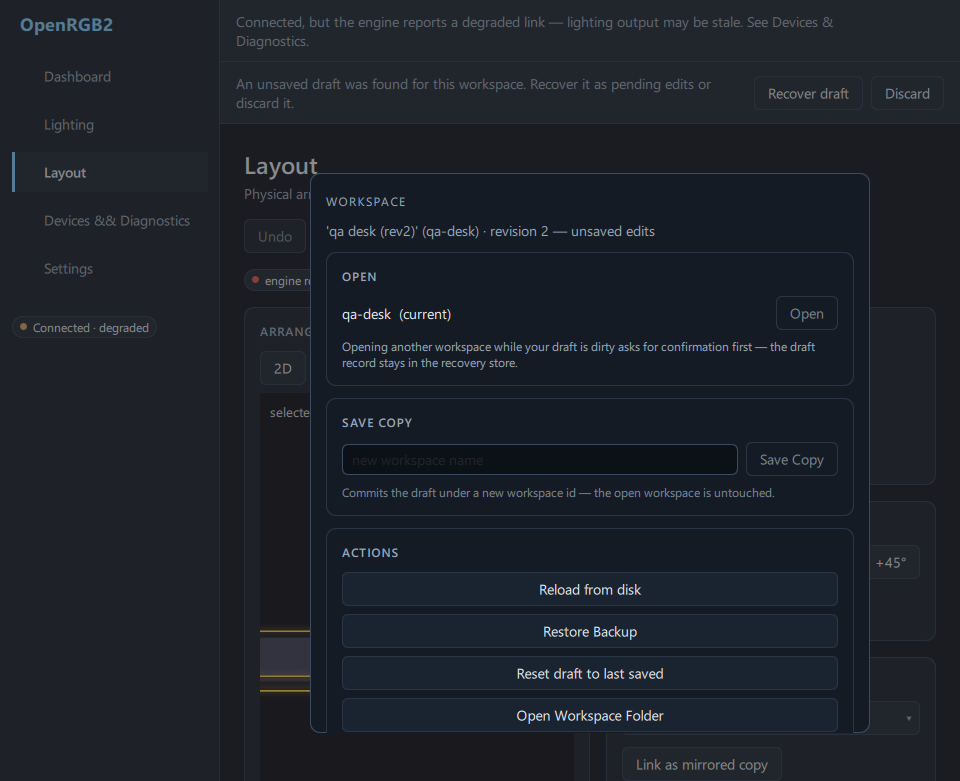 OpenRGB2
Dashboard
Lighting
Layout
Devices && Diagnostics
Settings
Connected · degraded
Connected, but the engine reports a degraded link — lighting output may be stale. See Devices &
Diagnostics.
An unsaved draft was found for this workspace. Recover it as pending edits or
discard it.
Recover draft
Discard
Layout
Physical ar
Undo
engine re
ARRANG
2D
selecte
WORKSPACE
'qa desk (rev2)' (qa-desk) · revision 2 — unsaved edits
OPEN
qa-desk (current)
Open
Opening another workspace while your draft is dirty asks for confirmation first — the draft
record stays in the recovery store.
SAVE COPY
new workspace name
Save Copy
Commits the draft under a new workspace id — the open workspace is untouched.
ACTIONS
Reload from disk
Restore Backup
Reset draft to last saved
Open Workspace Folder
+45°
Link as mirrored copy